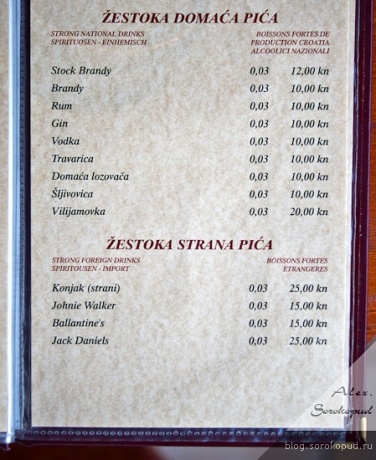 ŽESTOKA DOMAĆA PIĆA
STRONG NATIONAL DRINKS
SPIRITUOSEN - EINHEMISCH
BOISSONS FORTES DE
PRODUCTION CROATIA
ALCOOLICI NAZIONALI
Stock Brandy 0,03 12,00 kn
Brandy 0,03 10,00 kn
Rum 0,03 10,00 kn
Gin 0,03 10,00 kn
Vodka 0,03 10,00 kn
Travarica 0,03 10,00 kn
Domaća lozovača 0,03 10,00 kn
Šljivovica 0,03 10,00 kn
Vilijamovka 0,03 20,00 kn
ŽESTOKA STRANA PIĆA
STRONG FOREIGN DRINKS
SPIRITOUSEN - IMPORT
BOISSONS FORTES
ETRANGERES
Konjak (strani) 0,03 25,00 kn
Johnie Walker 0,03 15,00 kn
Ballantine's 0,03 15,00 kn
Jack Daniels 0,03 25,00 kn
Alex.
Sorokopud
blog.sorokopud.ru